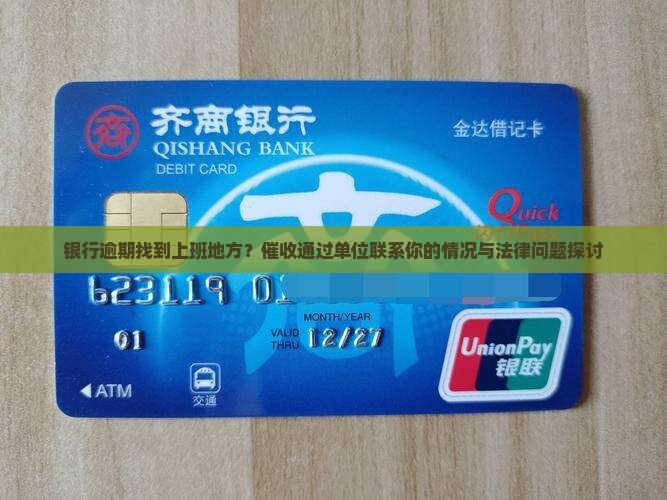 齐商银行
QISHANG BANK
DEBIT CARD
金达借记卡
Quick
银行逾期找到上班地方？催收通过单位联系你的情况与法律问题探讨
623119 01
MONTH/YEAR
01
VALID THRU
12/27
ATM
交通
UnionPay
银联